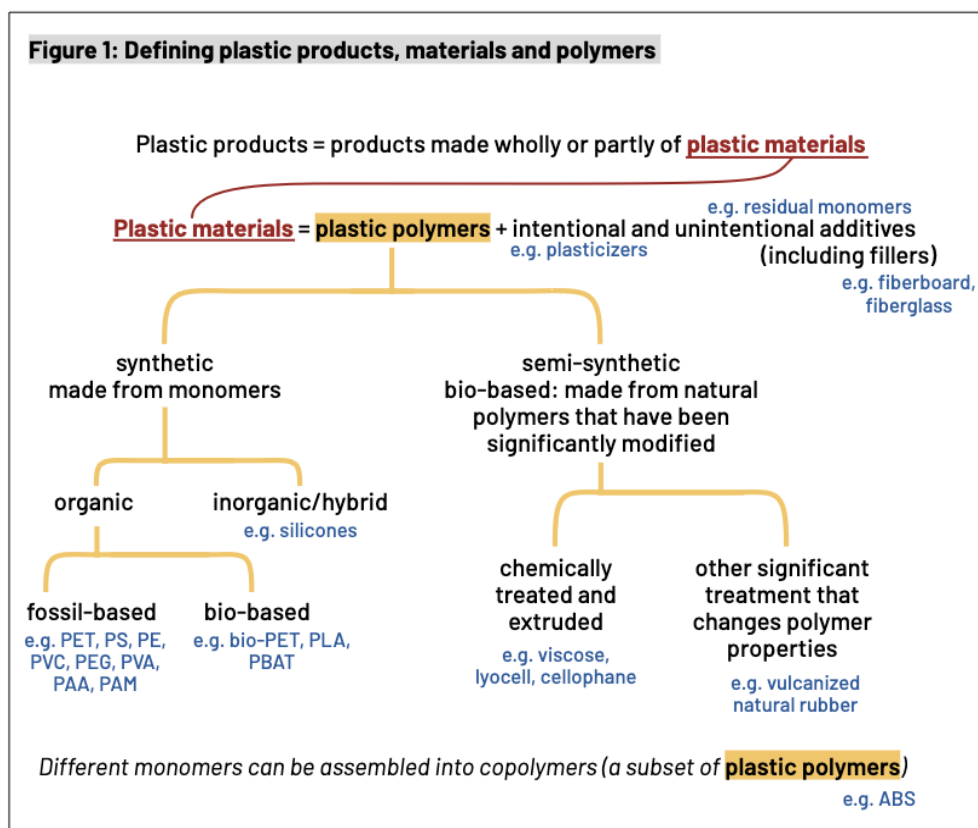 Figure 1: Defining plastic products, materials and polymers
Plastic products = products made wholly or partly of plastic materials
e.g. residual monomers
Plastic materials = plastic polymers + intentional and unintentional additives
e.g. plasticizers
(including fillers)
e.g. fiberboard,
fiberglass
synthetic
made from monomers
semi-synthetic
bio-based: made from natural
polymers that have been
significantly modified
organic
inorganic/hybrid
e.g. silicones
fossil-based
e.g. PET, PS, PE,
PVC, PEG, PVA,
PAA, PAM
bio-based
e.g. bio-PET, PLA,
PBAT
chemically
treated and
extruded
e.g. viscose,
lyocell, cellophane
other significant
treatment that
changes polymer
properties
e.g. vulcanized
natural rubber
Different monomers can be assembled into copolymers (a subset of plastic polymers)
e.g. ABS